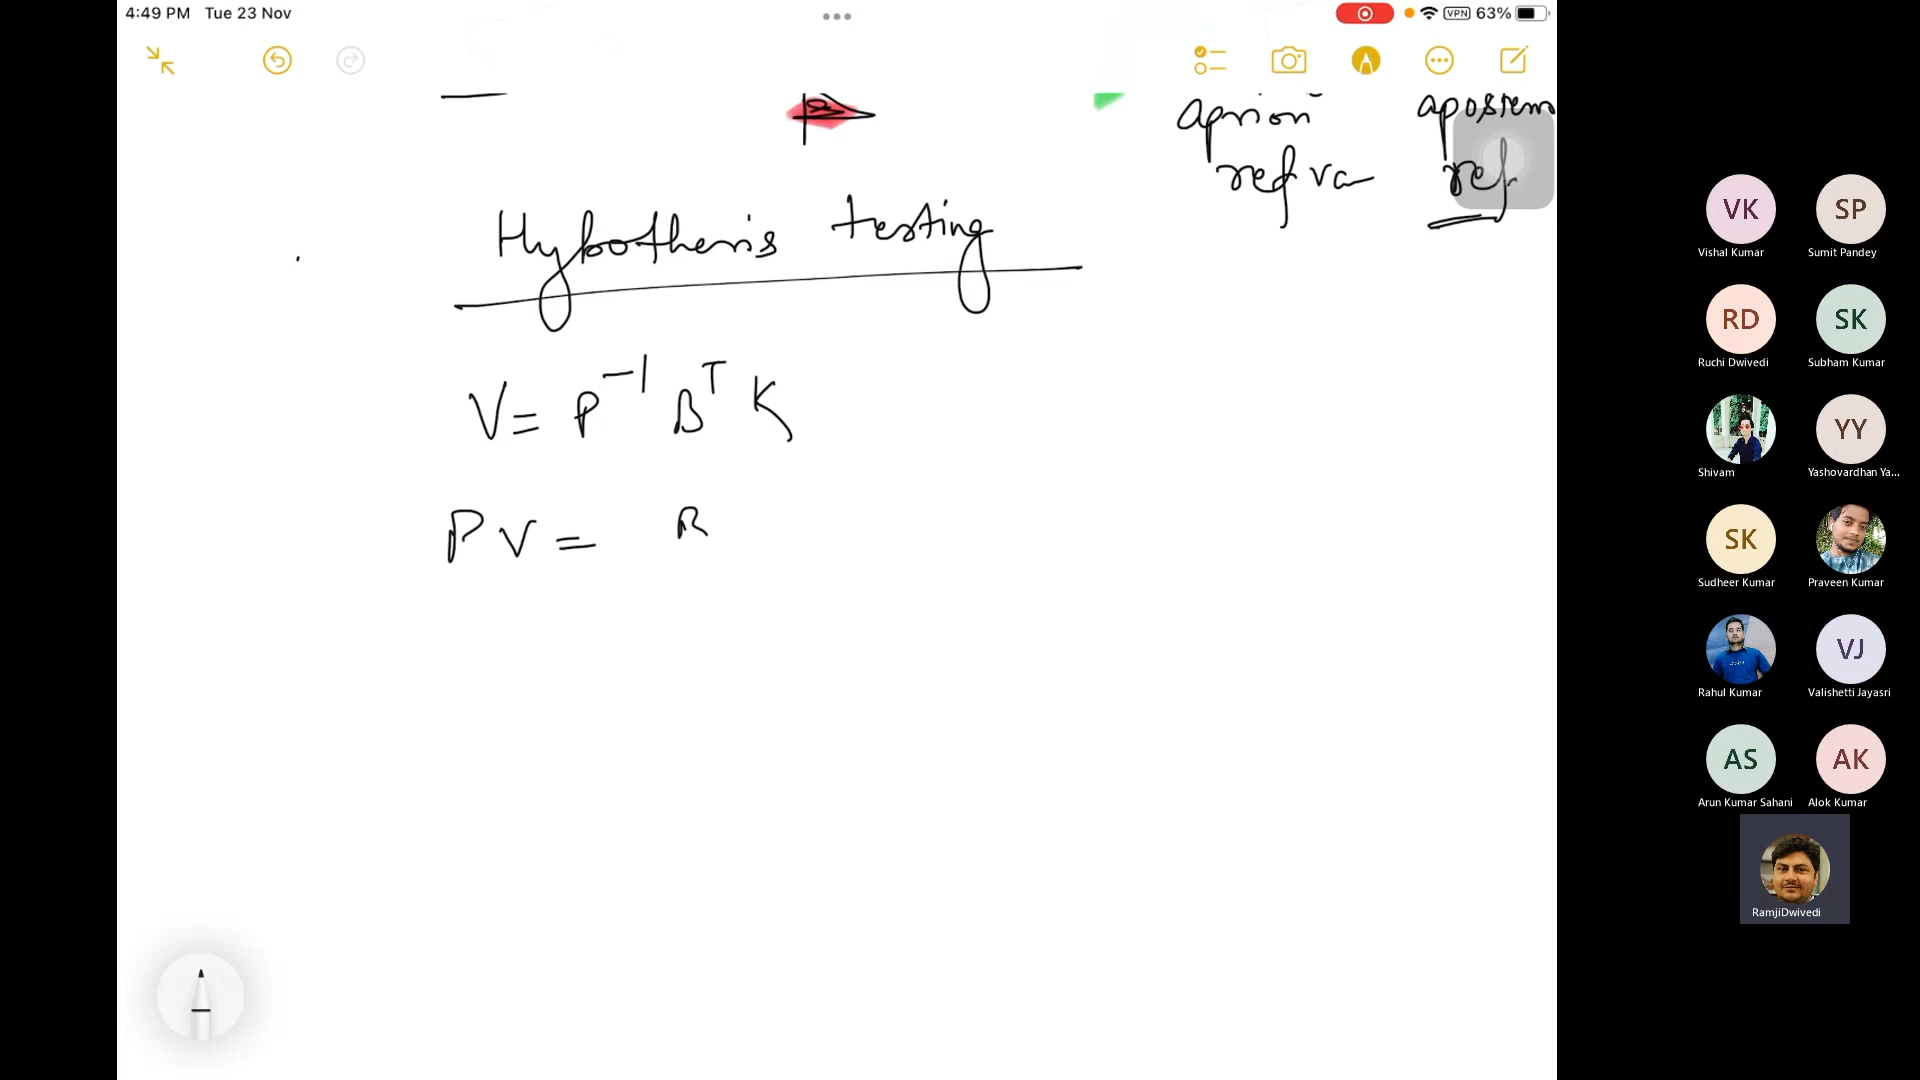 4:49 PM Tue 23 Nov
VPN 63%
apriori aposterio
ref va ref
Hypothesis testing
V = P⁻¹ Bᵀ K
P V = B
VK SP
Vishal Kumar Sumit Pandey
RD SK
Ruchi Dwivedi Subham Kumar
YY
Shivam Yashovardhan Ya...
SK
Sudheer Kumar Praveen Kumar
VJ
Rahul Kumar Valishetti Jayasri
AS AK
Arun Kumar Sahani Alok Kumar
RamjiDwivedi